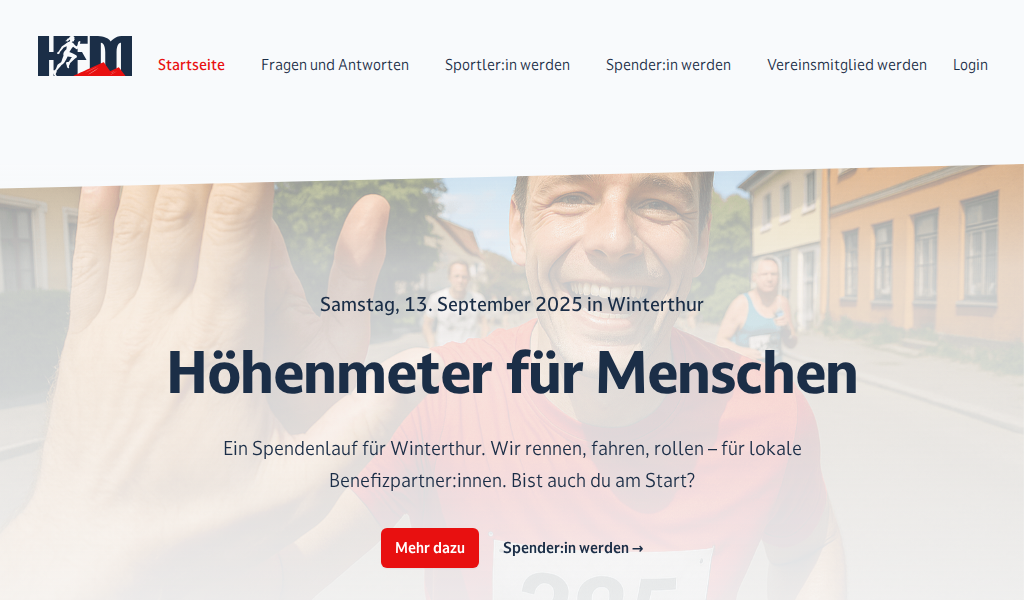 HFM
Startseite
Fragen und Antworten
Sportler:in werden
Spender:in werden
Vereinsmitglied werden
Login
Samstag, 13. September 2025 in Winterthur
Höhenmeter für Menschen
Ein Spendenlauf für Winterthur. Wir rennen, fahren, rollen – für lokale
Benefizpartner:innen. Bist auch du am Start?
Mehr dazu
Spender:in werden →